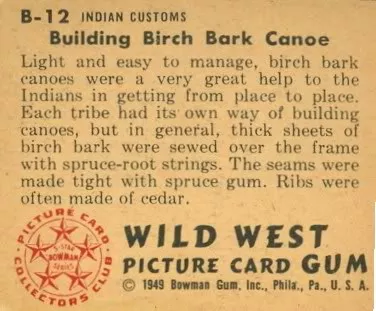 B-12 INDIAN CUSTOMS
Building Birch Bark Canoe
Light and easy to manage, birch bark
canoes were a very great help to the
Indians in getting from place to place.
Each tribe had its own way of building
canoes, but in general, thick sheets of
birch bark were sewed over the frame
with spruce-root strings. The seams were
made tight with spruce gum. Ribs were
often made of cedar.
PICTURE CARD
5-STAR
BOWMAN
SERIES
COLLECTORS CLUB
WILD WEST
PICTURE CARD GUM
© 1949 Bowman Gum, Inc., Phila., Pa., U. S. A.